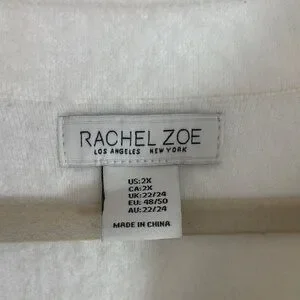 RACHEL ZOE
LOS ANGELES NEW YORK
US:2X
CA:2X
UK:22/24
EU: 48/50
AU:22/24
MADE IN CHINA